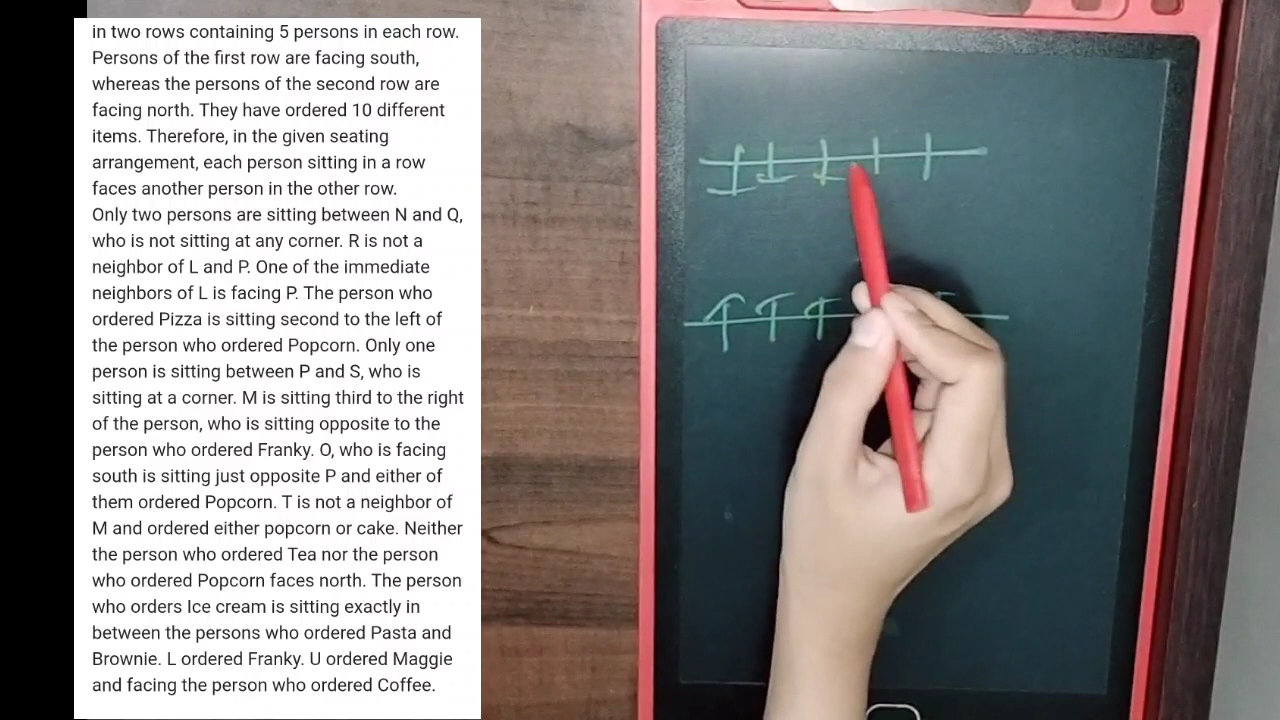 in two rows containing 5 persons in each row.
Persons of the first row are facing south,
whereas the persons of the second row are
facing north. They have ordered 10 different
items. Therefore, in the given seating
arrangement, each person sitting in a row
faces another person in the other row.
Only two persons are sitting between N and Q,
who is not sitting at any corner. R is not a
neighbor of L and P. One of the immediate
neighbors of L is facing P. The person who
ordered Pizza is sitting second to the left of
the person who ordered Popcorn. Only one
person is sitting between P and S, who is
sitting at a corner. M is sitting third to the right
of the person, who is sitting opposite to the
person who ordered Franky. O, who is facing
south is sitting just opposite P and either of
them ordered Popcorn. T is not a neighbor of
M and ordered either popcorn or cake. Neither
the person who ordered Tea nor the person
who ordered Popcorn faces north. The person
who orders Ice cream is sitting exactly in
between the persons who ordered Pasta and
Brownie. L ordered Franky. U ordered Maggie
and facing the person who ordered Coffee.